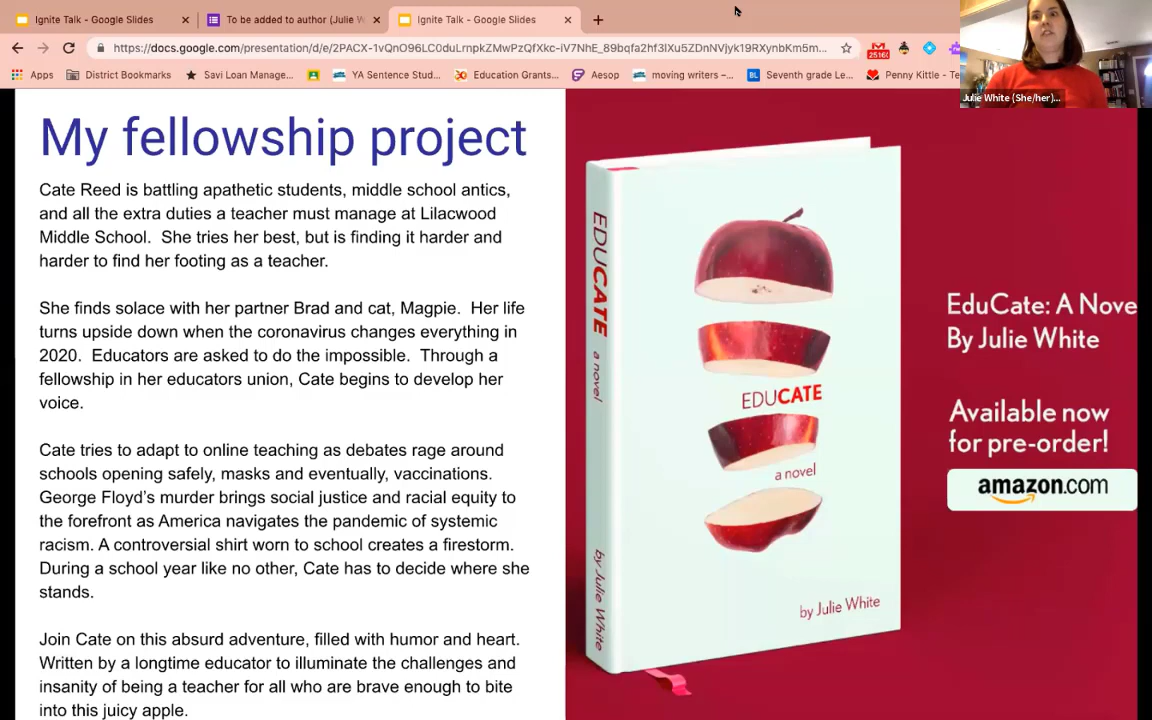 Ignite Talk - Google Slides
To be added to author (Julie W
Ignite Talk - Google Slides
Apps
District Bookmarks
Savi Loan Manage...
YA Sentence Stud...
Education Grants...
Aesop
moving writers –...
BL
Seventh grade Le...
Penny Kittle - Te
Julie White (She/her)...
My fellowship project
Cate Reed is battling apathetic students, middle school antics,
and all the extra duties a teacher must manage at Lilacwood
Middle School. She tries her best, but is finding it harder and
harder to find her footing as a teacher.
She finds solace with her partner Brad and cat, Magpie. Her life
turns upside down when the coronavirus changes everything in
2020. Educators are asked to do the impossible. Through a
fellowship in her educators union, Cate begins to develop her
voice.
Cate tries to adapt to online teaching as debates rage around
schools opening safely, masks and eventually, vaccinations.
George Floyd's murder brings social justice and racial equity to
the forefront as America navigates the pandemic of systemic
racism. A controversial shirt worn to school creates a firestorm.
During a school year like no other, Cate has to decide where she
stands.
Join Cate on this absurd adventure, filled with humor and heart.
Written by a longtime educator to illuminate the challenges and
insanity of being a teacher for all who are brave enough to bite
into this juicy apple.
EDUCATE a novel by Julie White
EDUCATE
a novel
by Julie White
EduCate: A Nove
By Julie White
Available now
for pre-order!
amazon.com